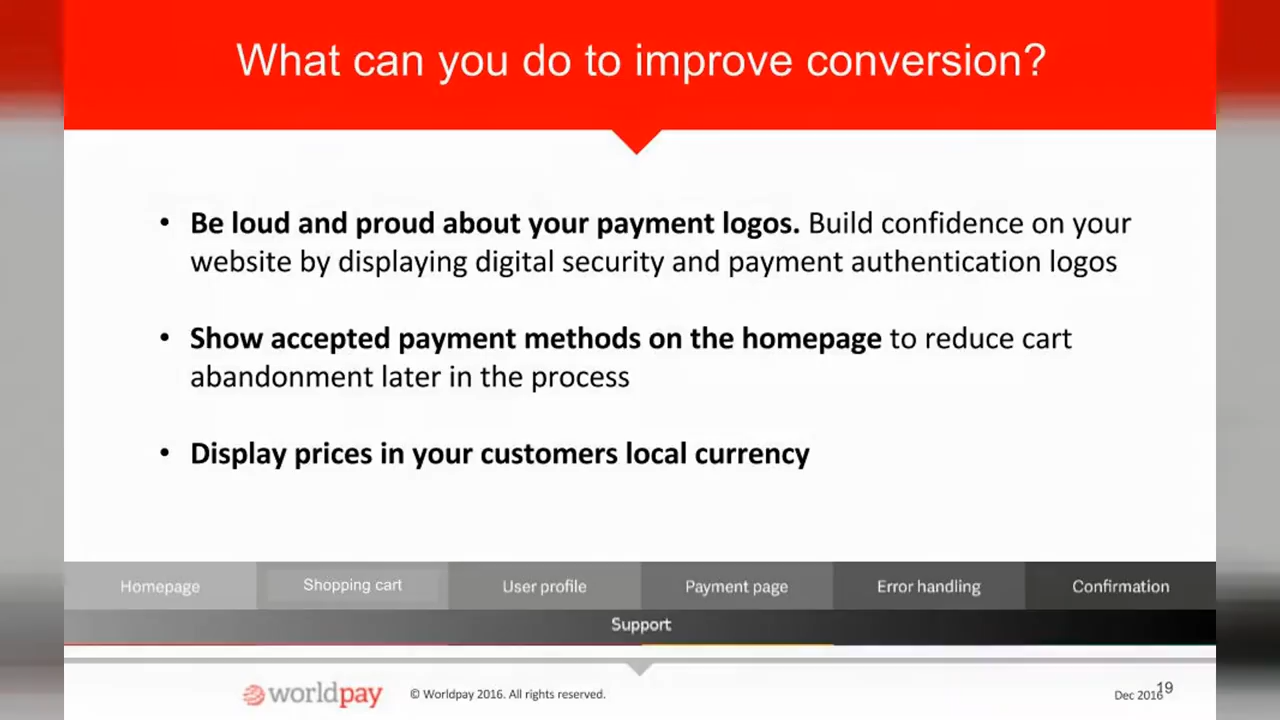 What can you do to improve conversion?
• Be loud and proud about your payment logos. Build confidence on your
website by displaying digital security and payment authentication logos
• Show accepted payment methods on the homepage to reduce cart
abandonment later in the process
• Display prices in your customers local currency
Homepage Shopping cart User profile Payment page Error handling Confirmation
Support
worldpay © Worldpay 2016. All rights reserved. Dec 2016 19